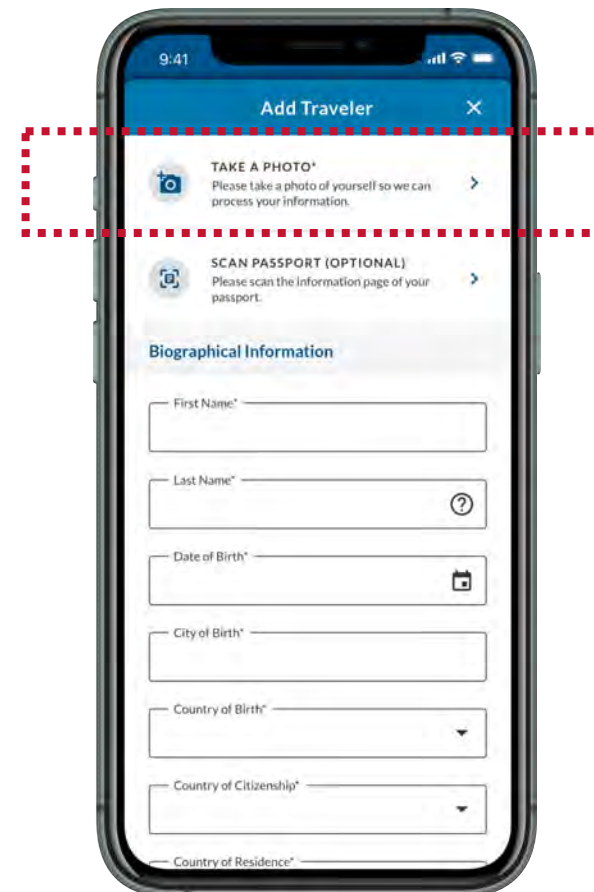 9:41
Add Traveler
TAKE A PHOTO*
Please take a photo of yourself so we can
process your information.
SCAN PASSPORT (OPTIONAL)
Please scan the information page of your
passport.
Biographical Information
First Name*
Last Name*
Date of Birth*
City of Birth*
Country of Birth*
Country of Citizenship*
Country of Residence*